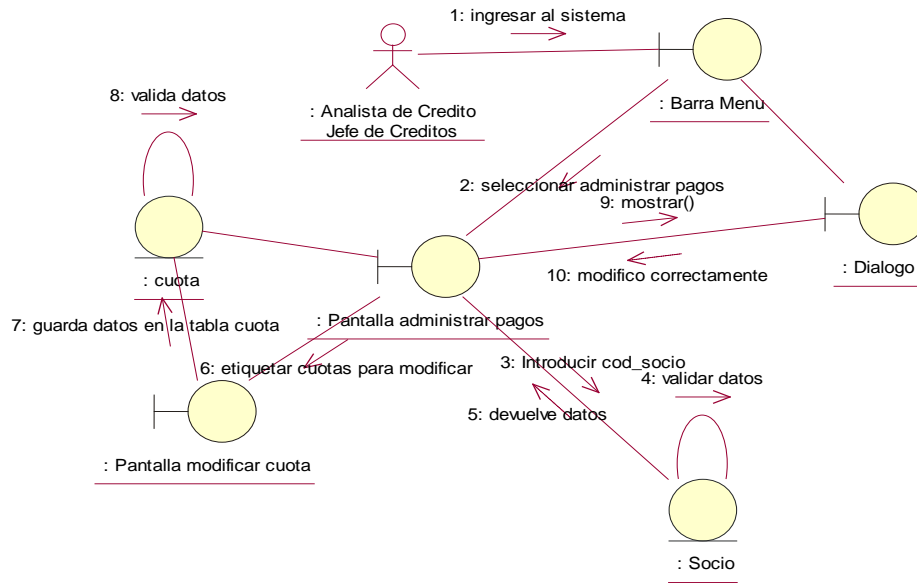 1: ingresar al sistema
8: valida datos
: Analista de Credito
Jefe de Creditos
: Barra Menu
2: seleccionar administrar pagos
9: mostrar()
: cuota
10: modifico correctamente
: Dialogo
7: guarda datos en la tabla cuota
: Pantalla administrar pagos
6: etiquetar cuotas para modificar
3: Introducir cod_socio
4: validar datos
5: devuelve datos
: Pantalla modificar cuota
: Socio